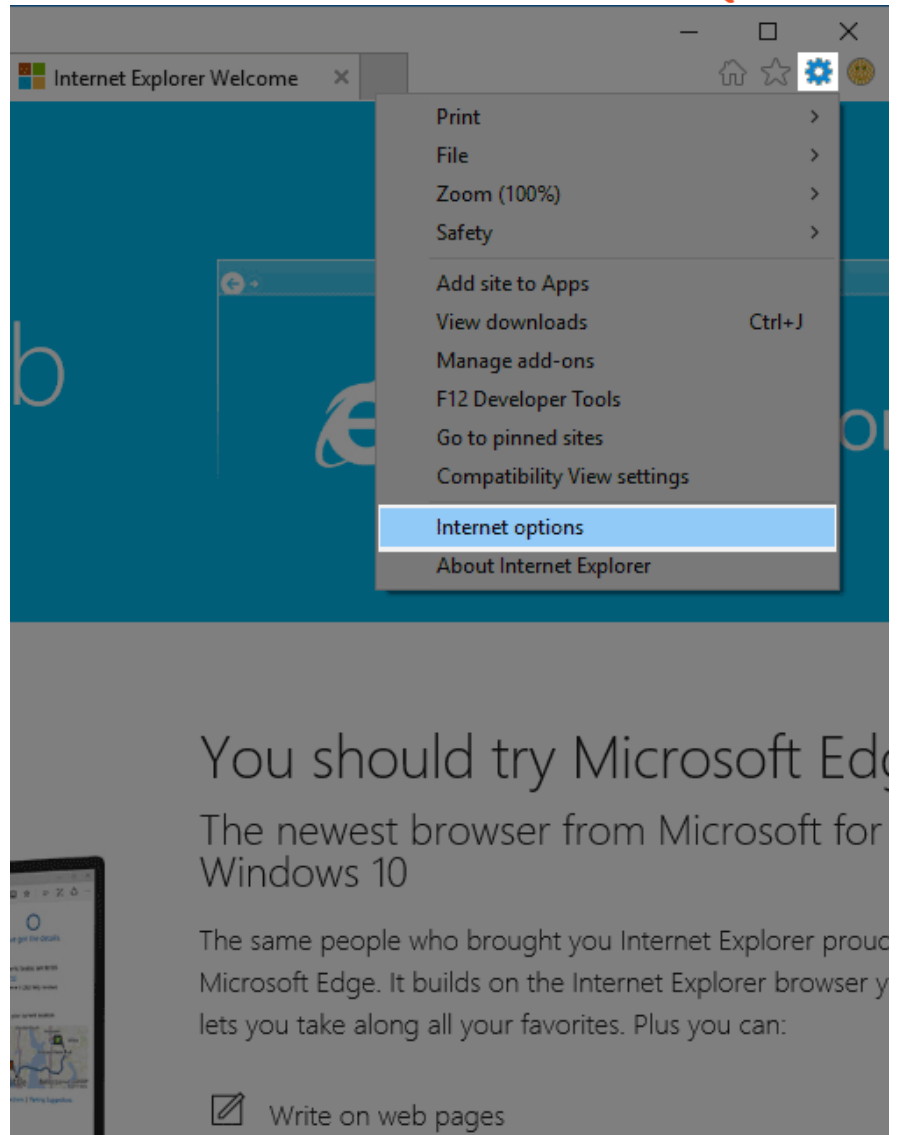 Internet Explorer Welcome
Print
File
Zoom (100%)
Safety
Add site to Apps
View downloads Ctrl+J
Manage add-ons
F12 Developer Tools
Go to pinned sites
Compatibility View settings
Internet options
About Internet Explorer
b
or
You should try Microsoft Edg
The newest browser from Microsoft for
Windows 10
The same people who brought you Internet Explorer proud
Microsoft Edge. It builds on the Internet Explorer browser y
lets you take along all your favorites. Plus you can:
Write on web pages